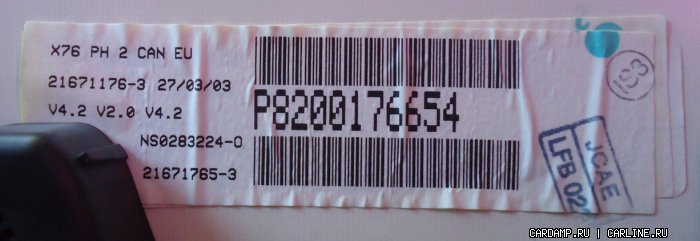 X76 PH 2 CAN EU
21671176-3 27/03/03
V4.2 V2.0 V4.2
NS0283224-0
21671765-3
P8200176654
193
JCAE
LFB 02
CARDAMP.RU | CARLINE.RU